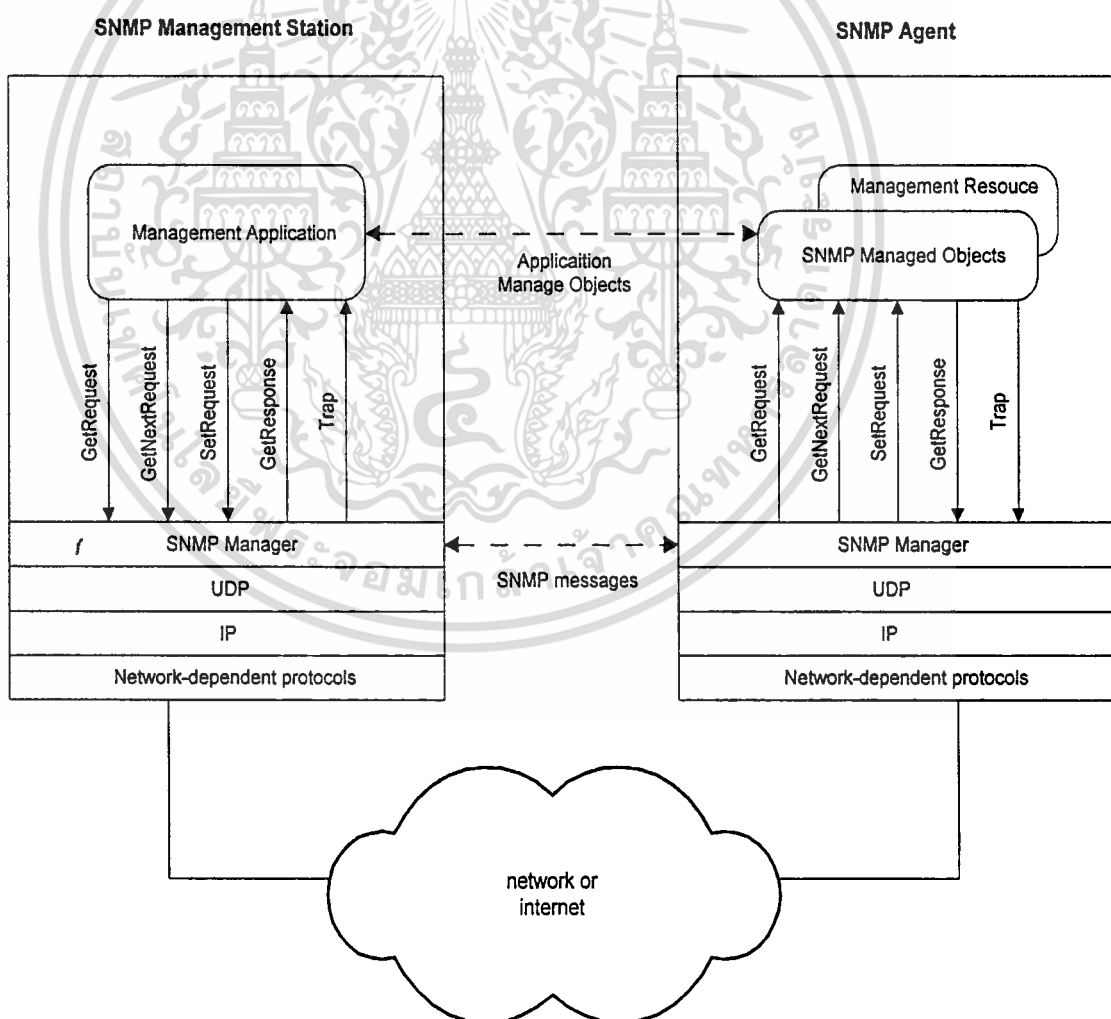 SNMP Management Station
SNMP Agent
Management Application
Management Resouce
SNMP Managed Objects
Applicaition
Manage Objects
GetRequest
GetNextRequest
SetRequest
GetResponse
Trap
GetRequest
GetNextRequest
SetRequest
GetResponse
Trap
SNMP Manager
UDP
IP
Network-dependent protocols
SNMP messages
SNMP Manager
UDP
IP
Network-dependent protocols
network or
internet